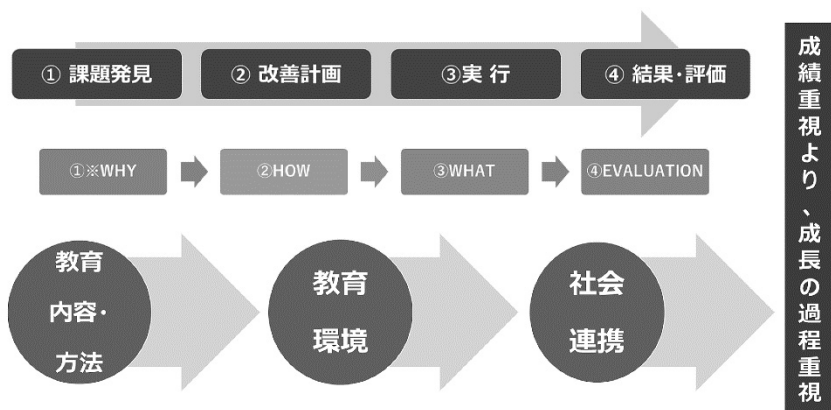 ① 課題発見
② 改善計画
③実 行
④ 結果・評価
①※WHY
②HOW
③WHAT
④EVALUATION
教育
内容・
方法
教育
環境
社会
連携
成績重視より、成長の過程重視